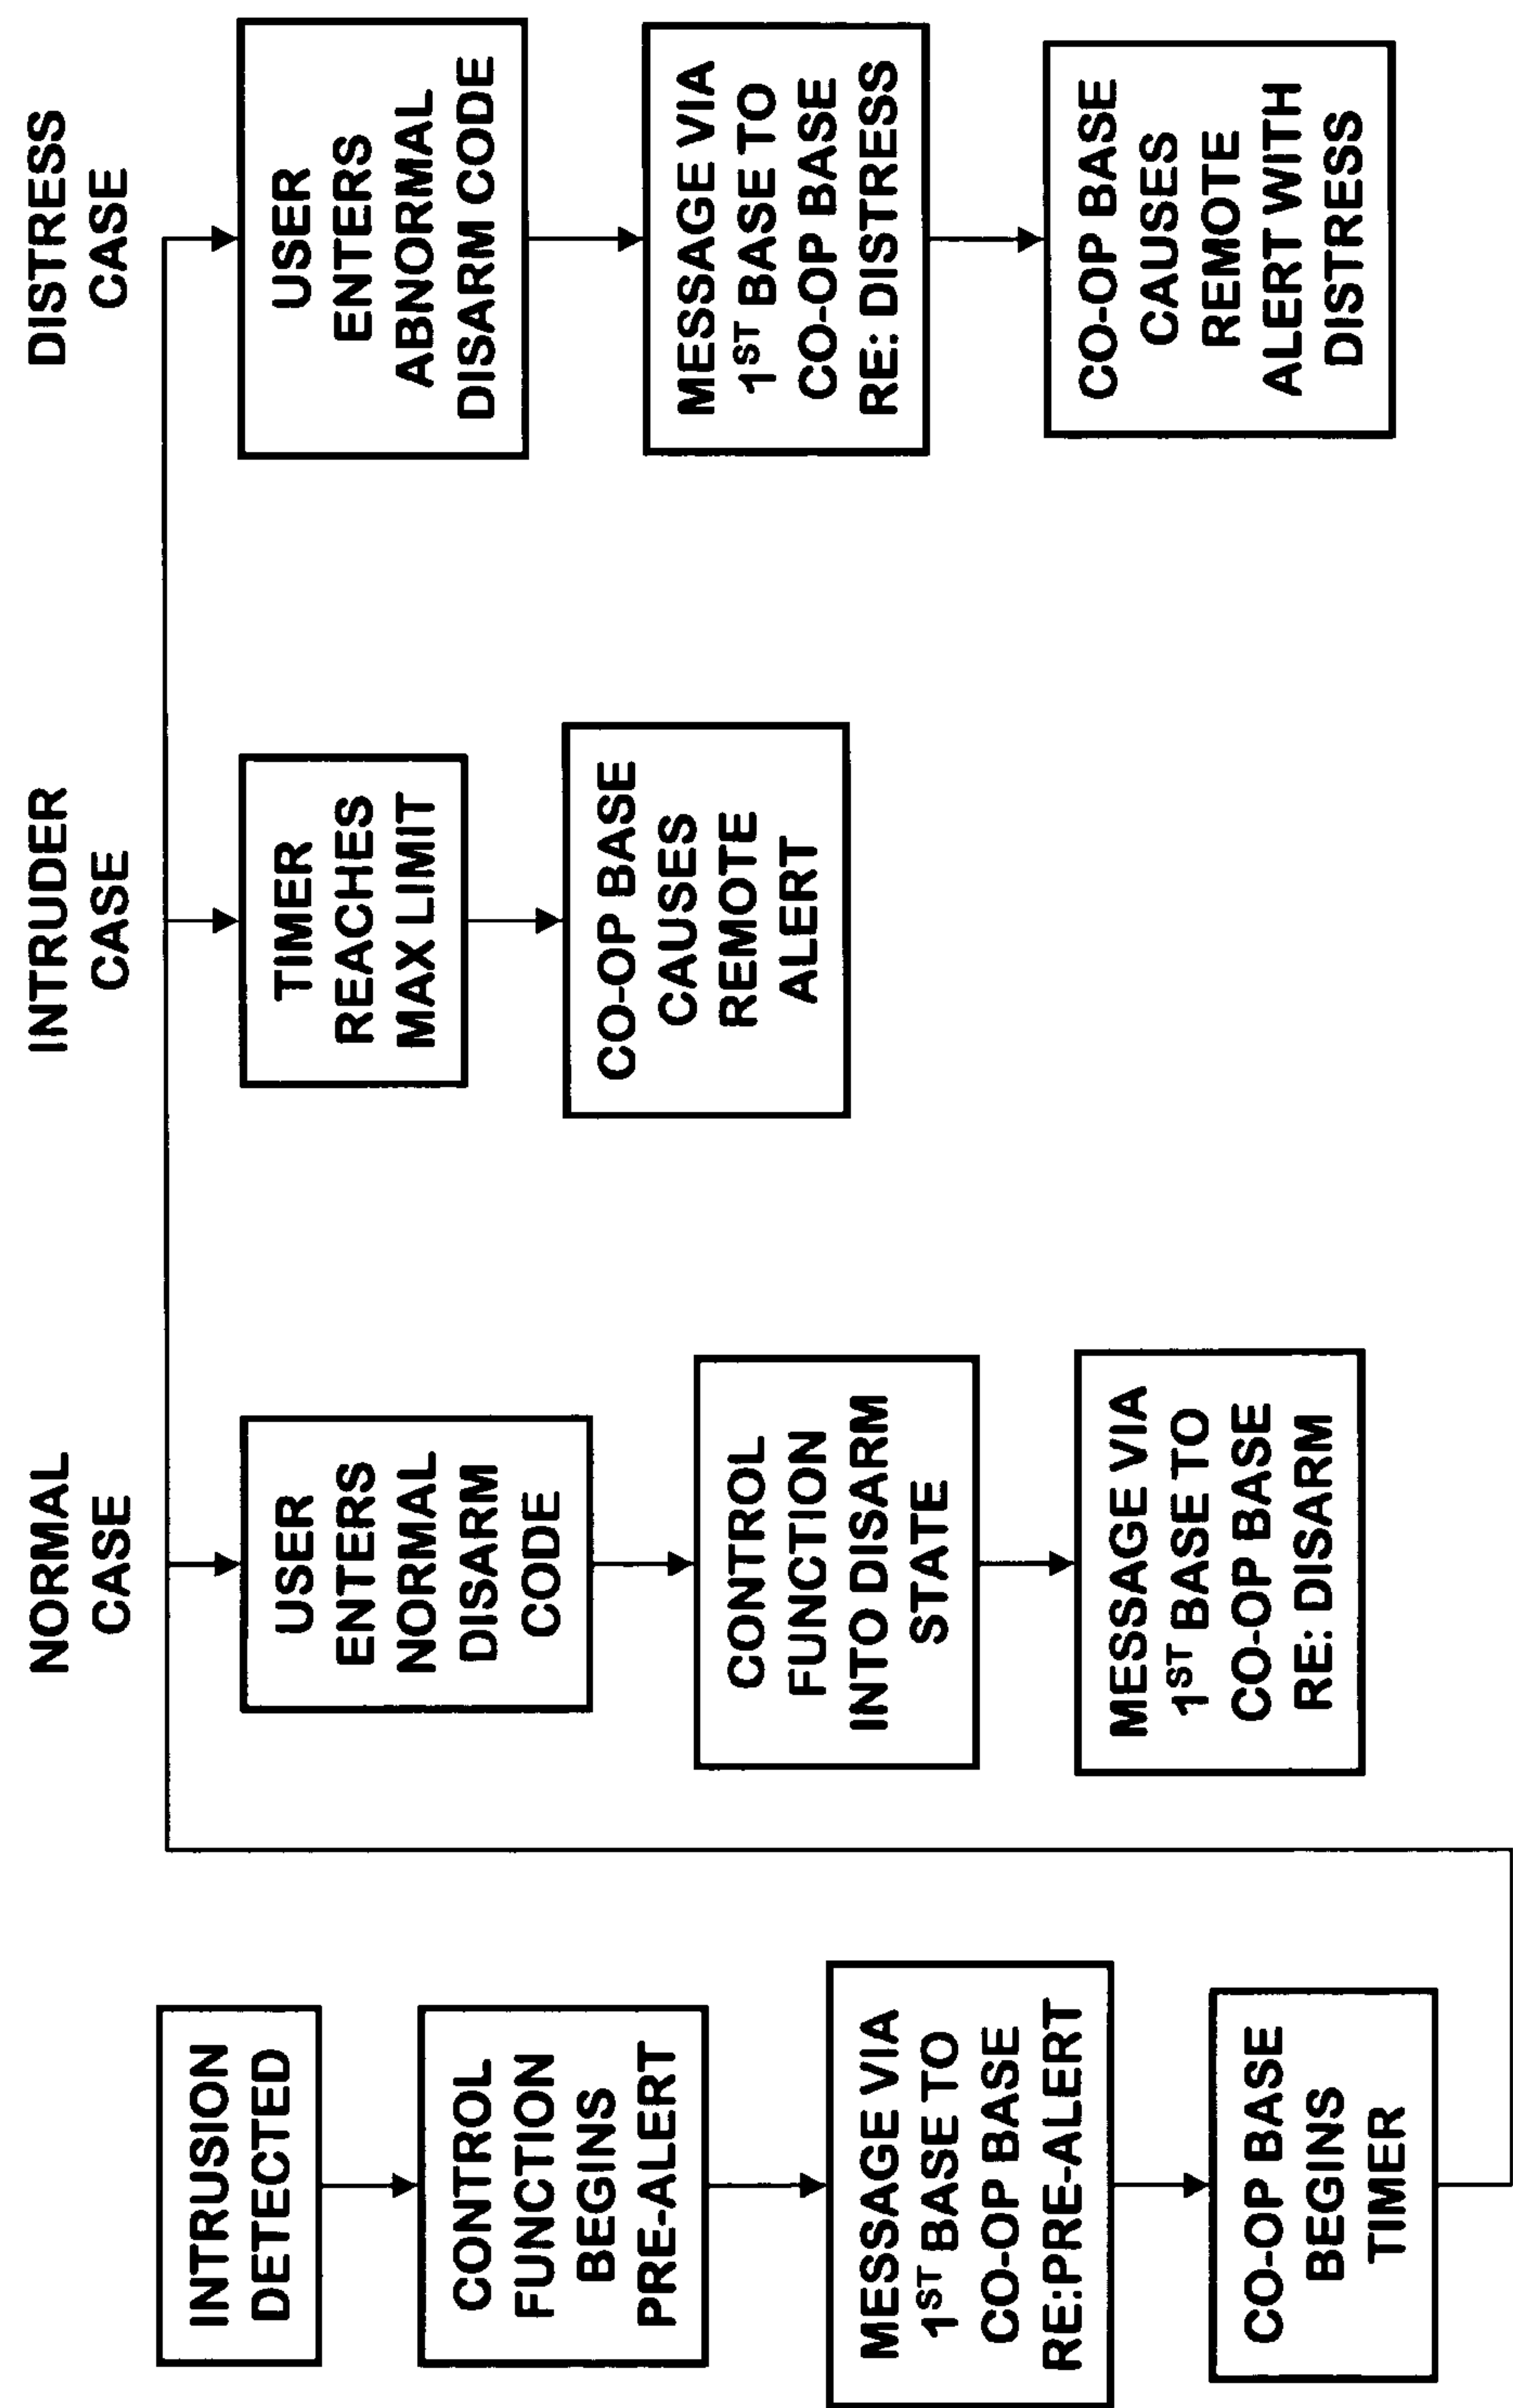 INTRUSION
DETECTED
CONTROL
FUNCTION
BEGINS
PRE-ALERT
MESSAGE VIA
1ST BASE TO
CO-OP BASE
RE:PRE-ALERT
CO-OP BASE
BEGINS
TIMER
NORMAL
CASE
USER
ENTERS
NORMAL
DISARM
CODE
CONTROL
FUNCTION
INTO DISARM
STATE
MESSAGE VIA
1ST BASE TO
CO-OP BASE
RE: DISARM
INTRUDER
CASE
TIMER
REACHES
MAX LIMIT
CO-OP BASE
CAUSES
REMOTE
ALERT
DISTRESS
CASE
USER
ENTERS
ABNORMAL
DISARM CODE
MESSAGE VIA
1ST BASE TO
CO-OP BASE
RE: DISTRESS
CO-OP BASE
CAUSES
REMOTE
ALERT WITH
DISTRESS